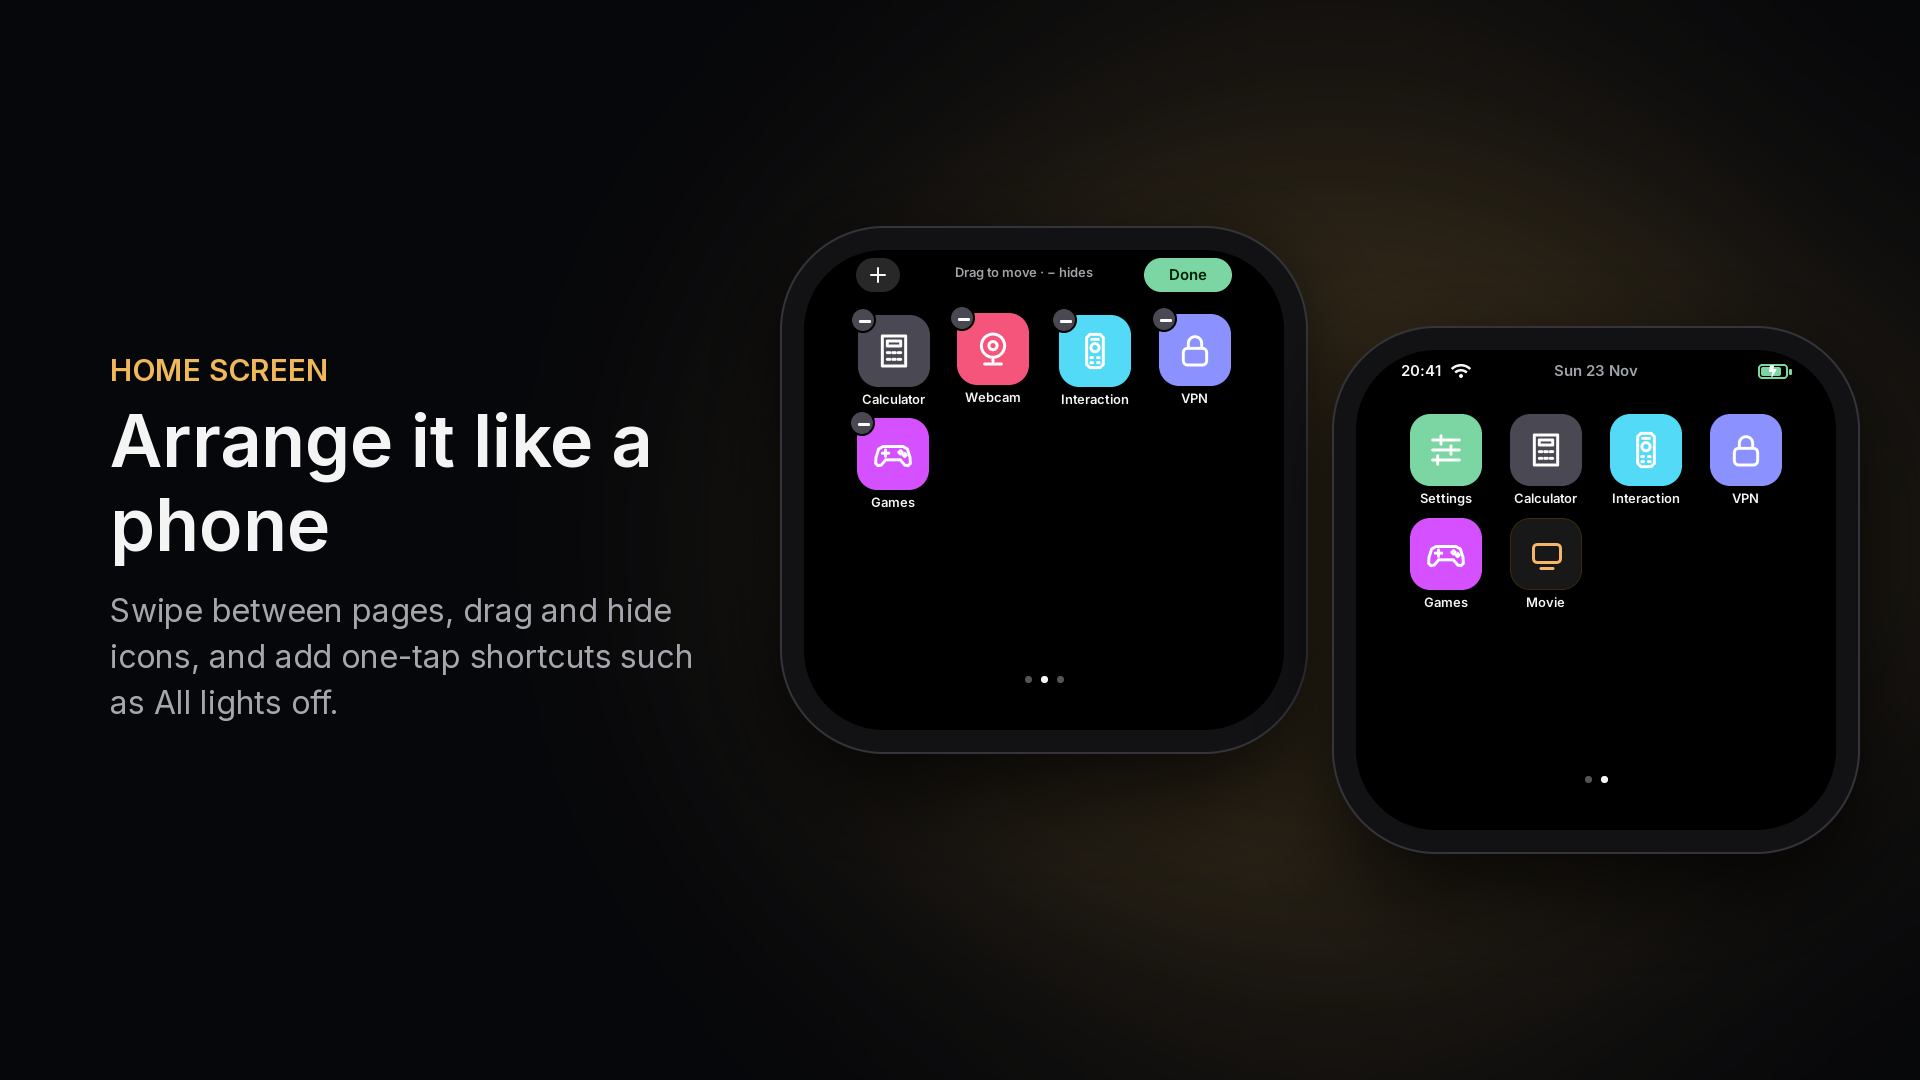 HOME SCREEN
Arrange it like a
phone
Swipe between pages, drag and hide
icons, and add one-tap shortcuts such
as All lights off.
Drag to move · – hides
Done
Calculator
Webcam
Interaction
VPN
Games
20:41
Sun 23 Nov
Settings
Calculator
Interaction
VPN
Games
Movie